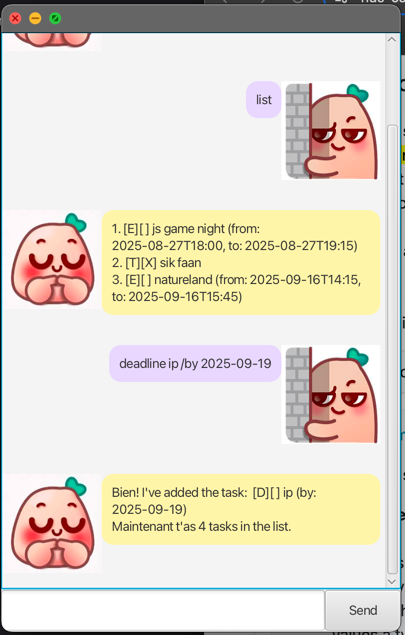 list
1. [E][ ] js game night (from:
2025-08-27T18:00, to: 2025-08-27T19:15)
2. [T][X] sik faan
3. [E][ ] natureland (from: 2025-09-16T14:15,
to: 2025-09-16T15:45)
deadline ip /by 2025-09-19
Bien! I've added the task:  [D][ ] ip (by:
2025-09-19)
Maintenant t'as 4 tasks in the list.
Send